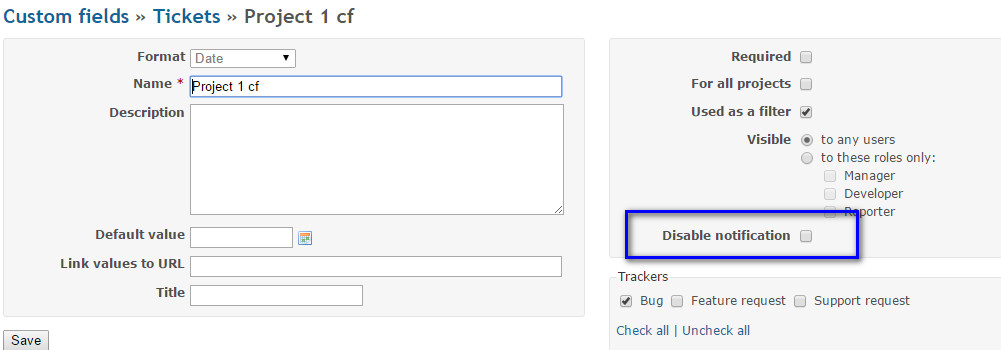 Custom fields » Tickets » Project 1 cf
Format Date
Name * Project 1 cf
Description
Default value
Link values to URL
Title
Save
Required
For all projects
Used as a filter
Visible to any users
to these roles only:
Manager
Developer
Reporter
Disable notification
Trackers
Bug Feature request Support request
Check all | Uncheck all